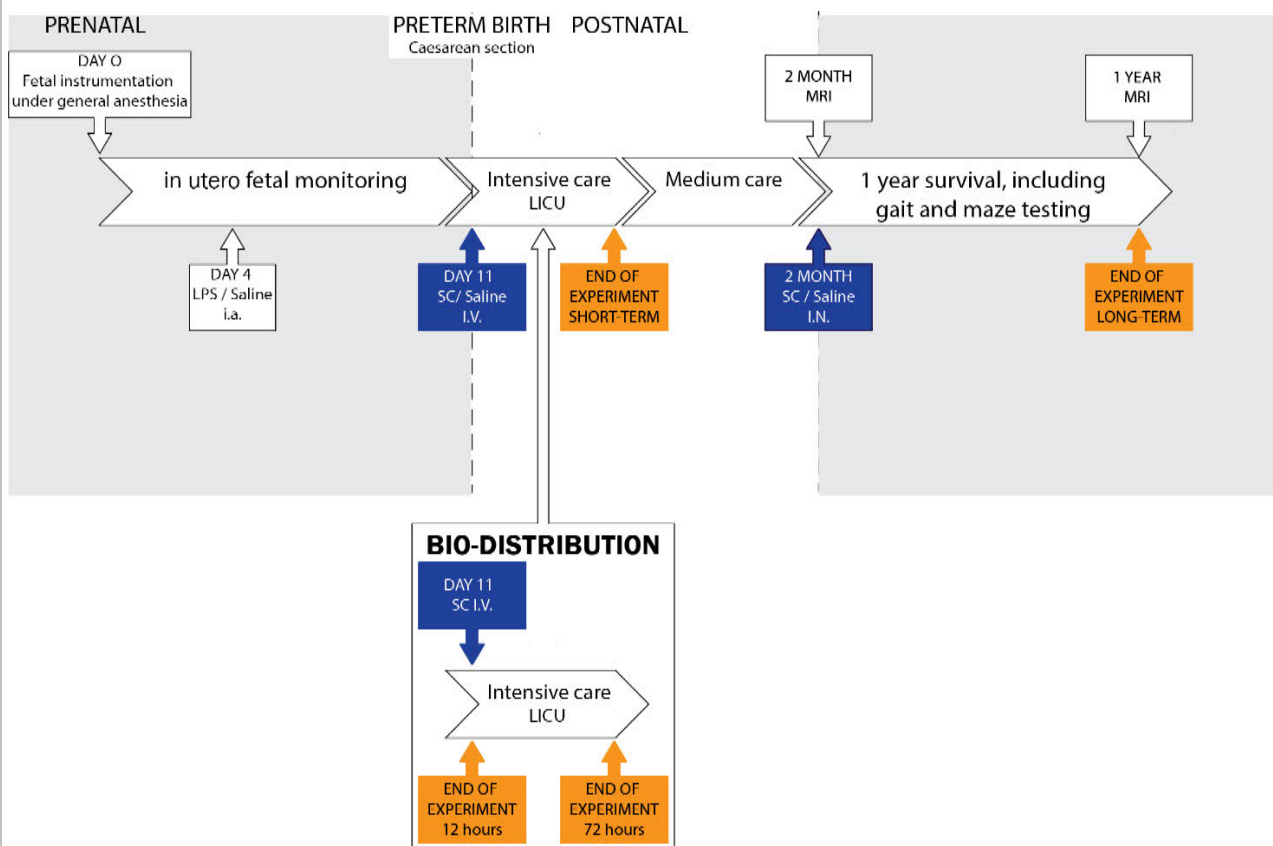 PRENATAL
PRETERM BIRTH
Caesarean section
POSTNATAL
DAY O
Fetal instrumentation
under general anesthesia
2 MONTH
MRI
1 YEAR
MRI
in utero fetal monitoring
Intensive care
LICU
Medium care
1 year survival, including
gait and maze testing
DAY 4
LPS / Saline
i.a.
DAY 11
SC/ Saline
I.V.
END OF
EXPERIMENT
SHORT-TERM
2 MONTH
SC / Saline
I.N.
END OF
EXPERIMENT
LONG-TERM
BIO-DISTRIBUTION
DAY 11
SC I.V.
Intensive care
LICU
END OF
EXPERIMENT
12 hours
END OF
EXPERIMENT
72 hours